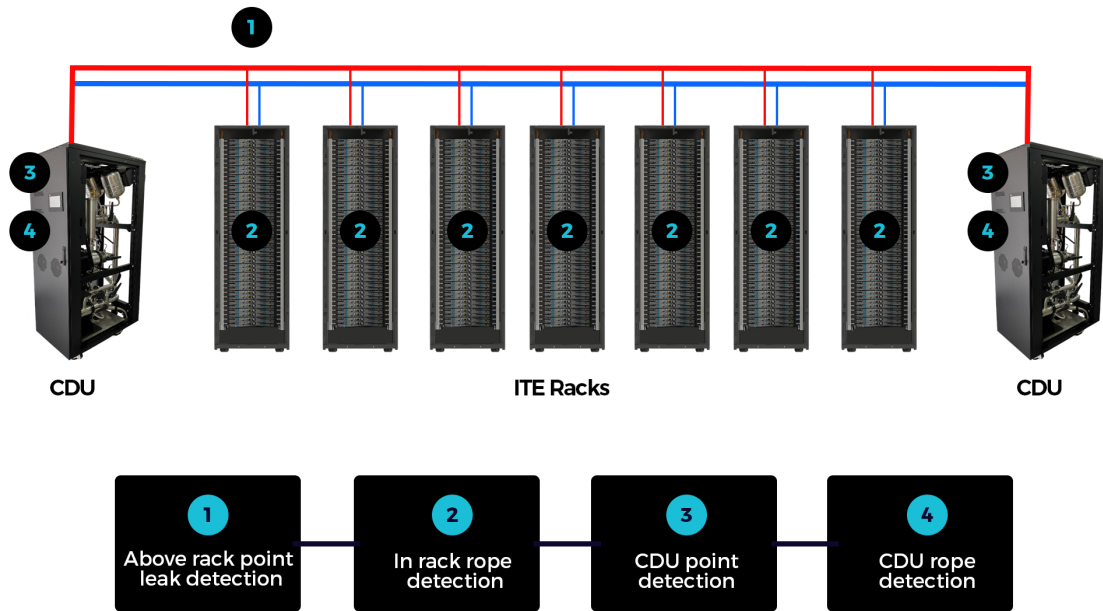 1
3
4
2
2
2
2
2
2
2
3
4
CDU
ITE Racks
CDU
1
Above rack point
leak detection
2
In rack rope
detection
3
CDU point
detection
4
CDU rope
detection